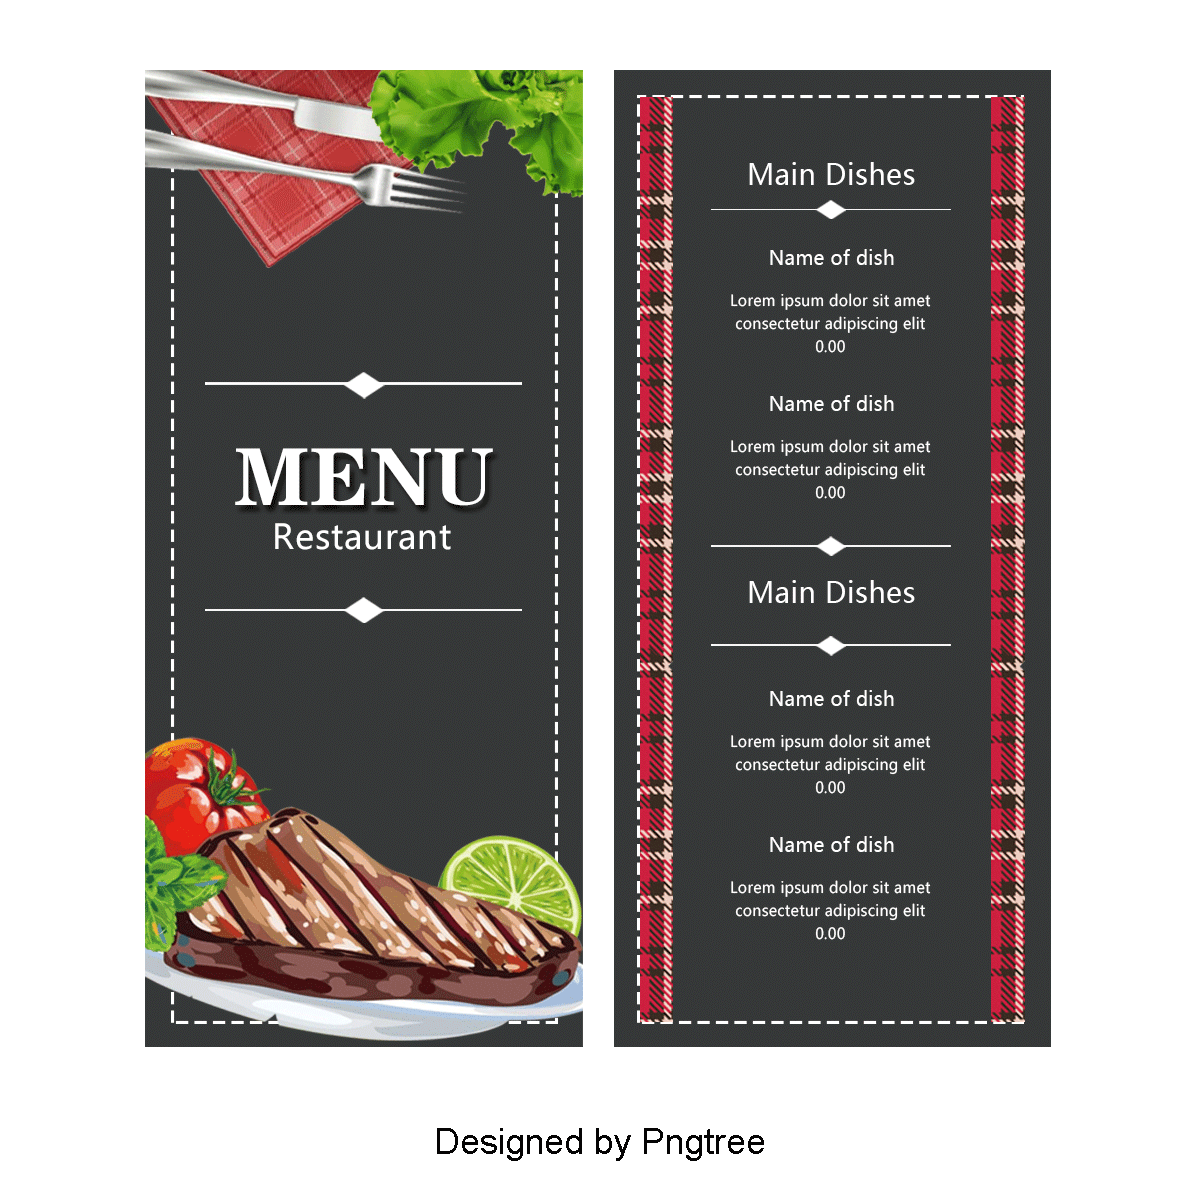 MENU
Restaurant
Main Dishes
Name of dish
Lorem ipsum dolor sit amet
consectetur adipiscing elit
0.00
Name of dish
Lorem ipsum dolor sit amet
consectetur adipiscing elit
0.00
Main Dishes
Name of dish
Lorem ipsum dolor sit amet
consectetur adipiscing elit
0.00
Name of dish
Lorem ipsum dolor sit amet
consectetur adipiscing elit
0.00
Designed by Pngtree